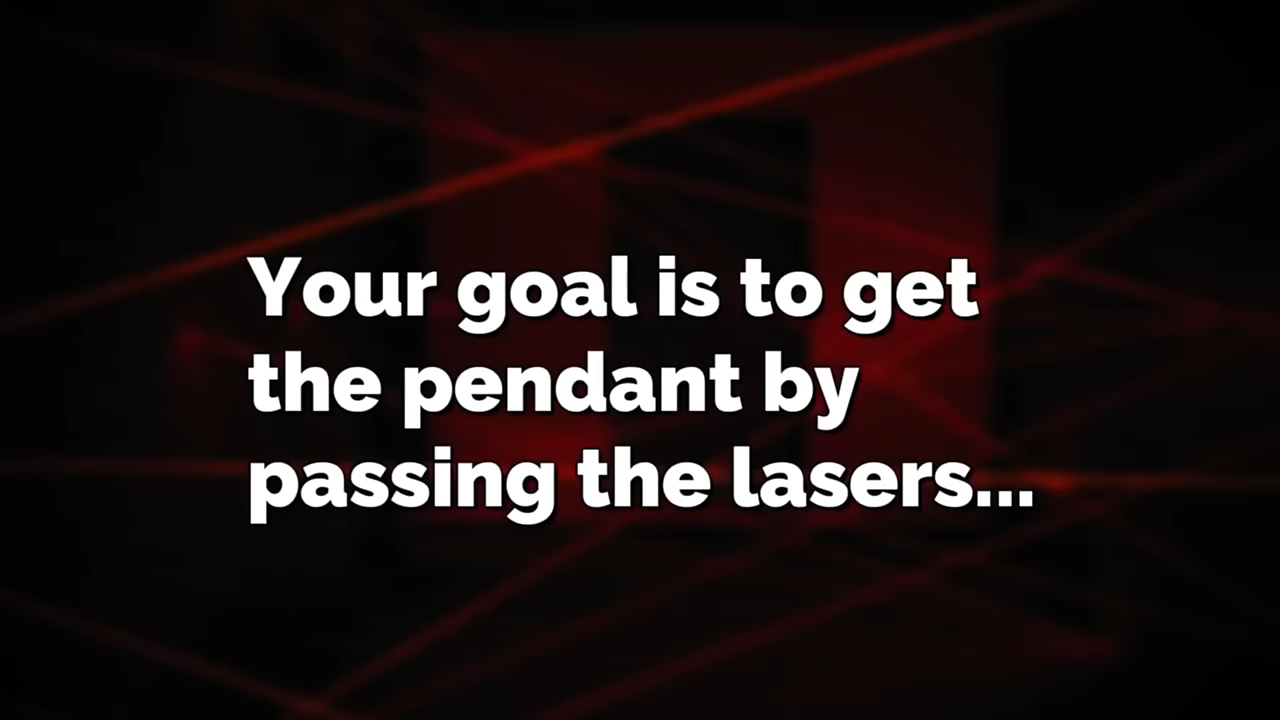 Your goal is to get
the pendant by
passing the lasers...